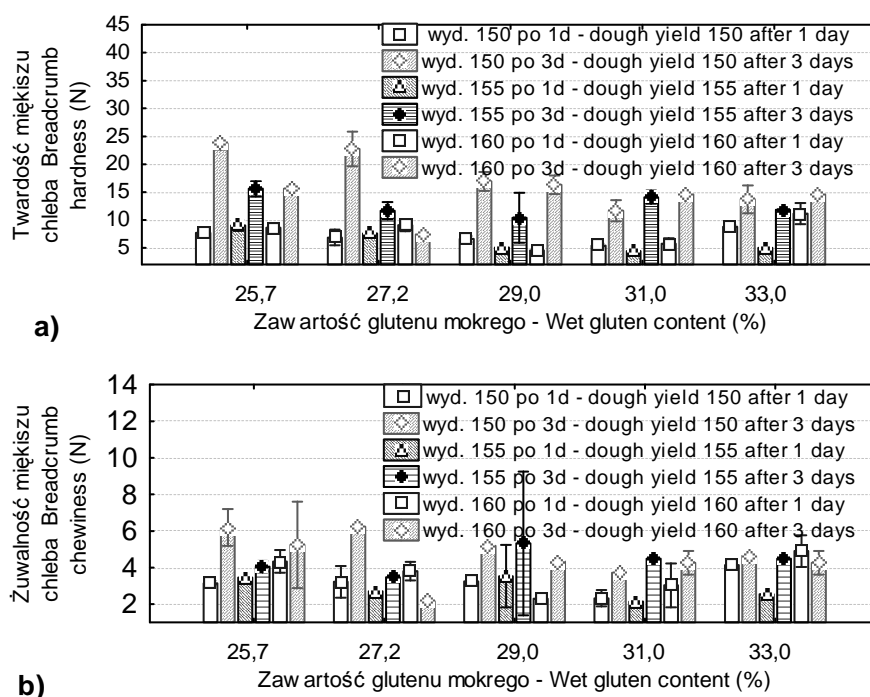 45
40
35
30
25
20
15
10
5
Twardość miękiszu
chleba Breadcrumb
hardness (N)
wyd. 150 po 1d - dough yield 150 after 1 day
wyd. 150 po 3d - dough yield 150 after 3 days
wyd. 155 po 1d - dough yield 155 after 1 day
wyd. 155 po 3d - dough yield 155 after 3 days
wyd. 160 po 1d - dough yield 160 after 1 day
wyd. 160 po 3d - dough yield 160 after 3 days
25,7 27,2 29,0 31,0 33,0
Zawartość glutenu mokrego - Wet gluten content (%)
a)
14
12
10
8
6
4
2
Żuwalność miękiszu
chleba Breadcrumb
chewiness (N)
wyd. 150 po 1d - dough yield 150 after 1 day
wyd. 150 po 3d - dough yield 150 after 3 days
wyd. 155 po 1d - dough yield 155 after 1 day
wyd. 155 po 3d - dough yield 155 after 3 days
wyd. 160 po 1d - dough yield 160 after 1 day
wyd. 160 po 3d - dough yield 160 after 3 days
25,7 27,2 29,0 31,0 33,0
Zawartość glutenu mokrego - Wet gluten content (%)
b)